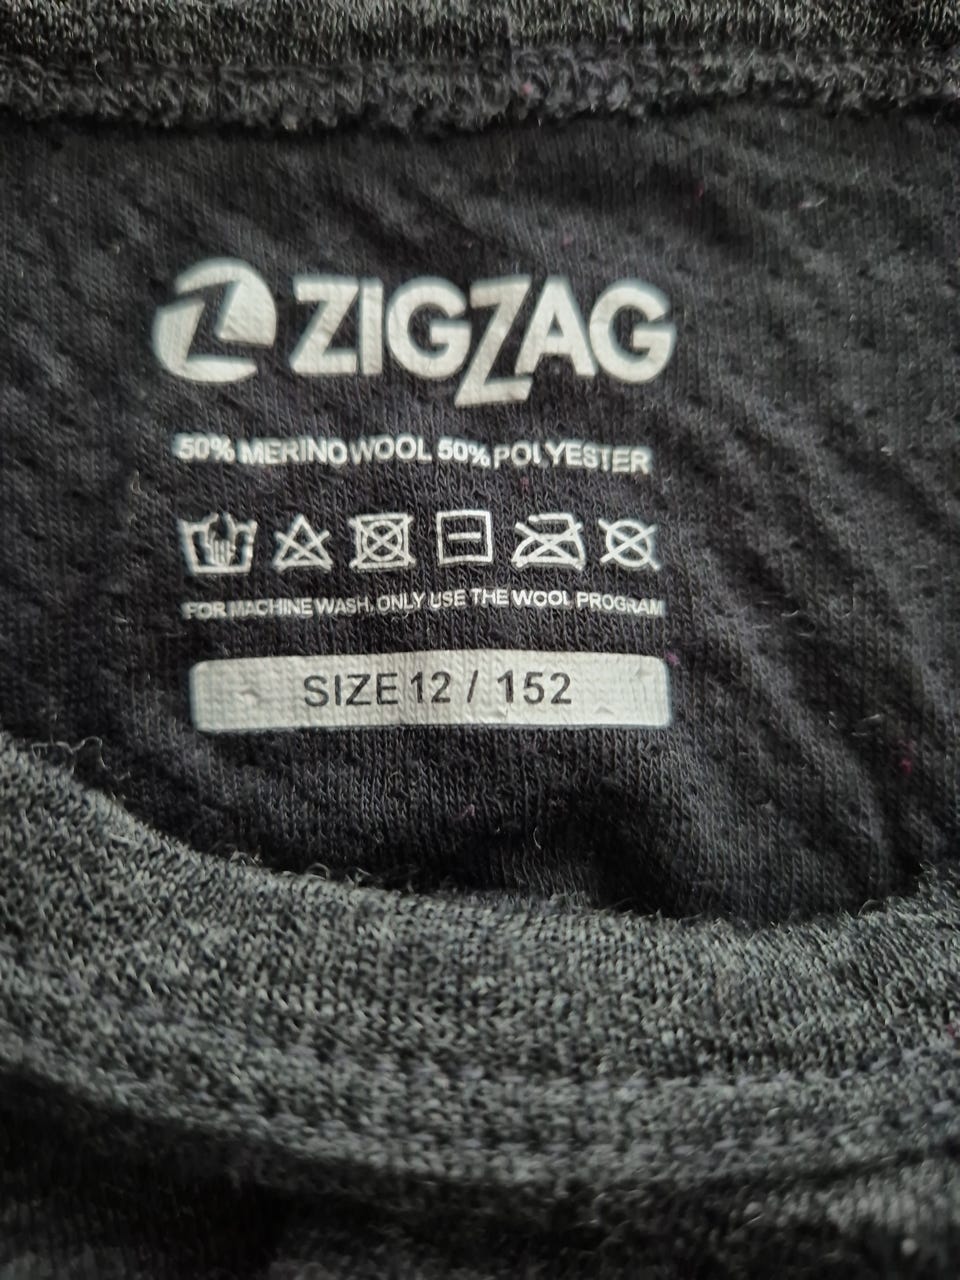 ZIGZAG
50% MERINO WOOL 50% POLYESTER
FOR MACHINE WASH, ONLY USE THE WOOL PROGRAM
SIZE 12 / 152